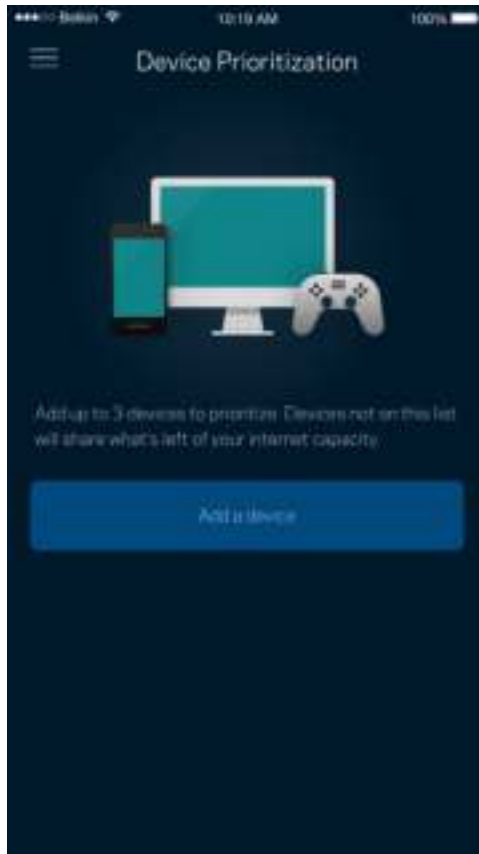 Belkin 10:19 AM 100%
Device Prioritization
Add up to 3 devices to prioritize. Devices not on this list
will share what's left of your internet capacity.
Add a device